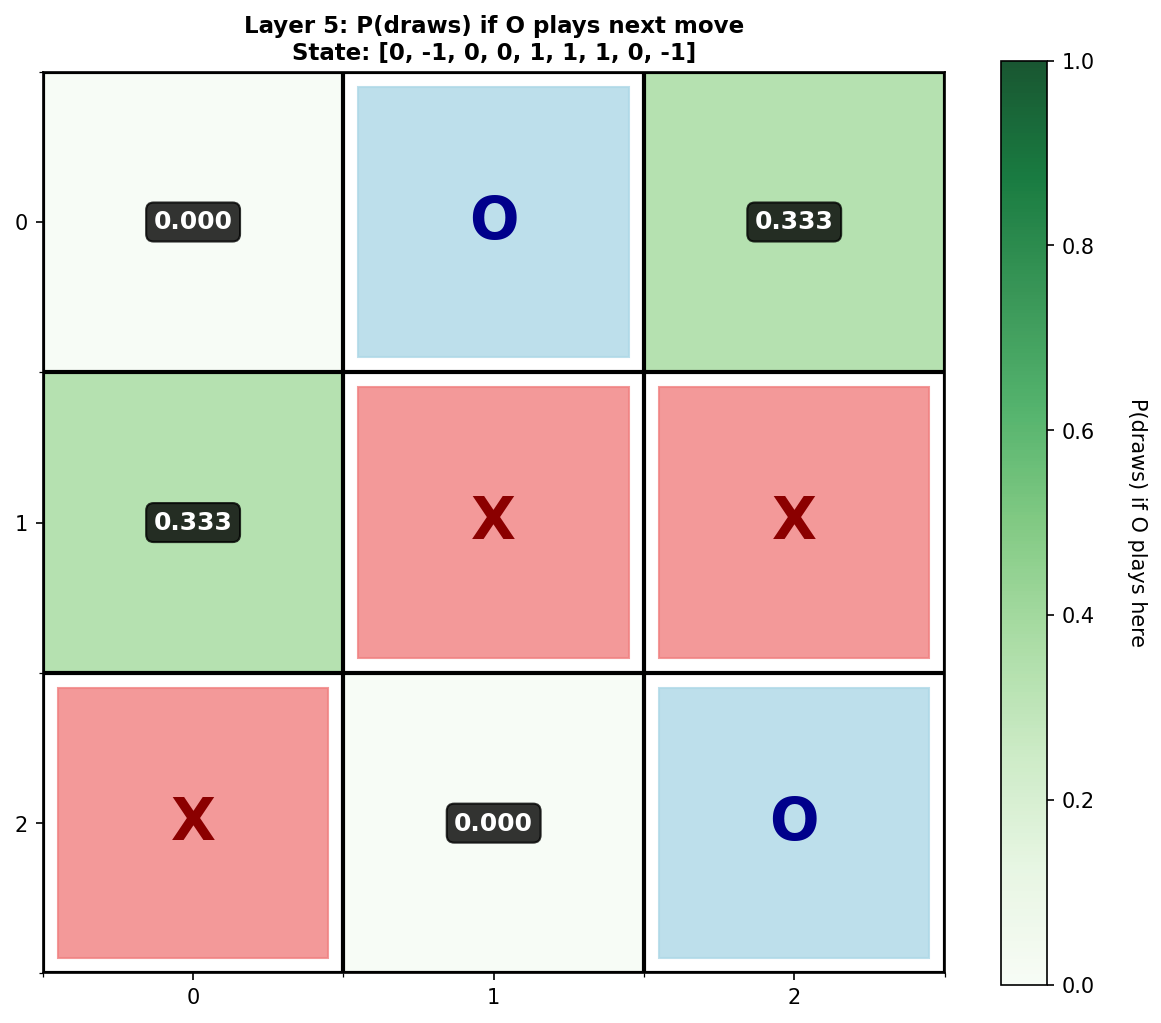 Layer 5: P(draws) if O plays next move
State: [0, -1, 0, 0, 1, 1, 1, 0, -1]
0.000
O
0.333
0.333
X
X
X
0.000
O
0
1
2
0
1
2
1.0
0.8
0.6
0.4
0.2
0.0
P(draws) if O plays here